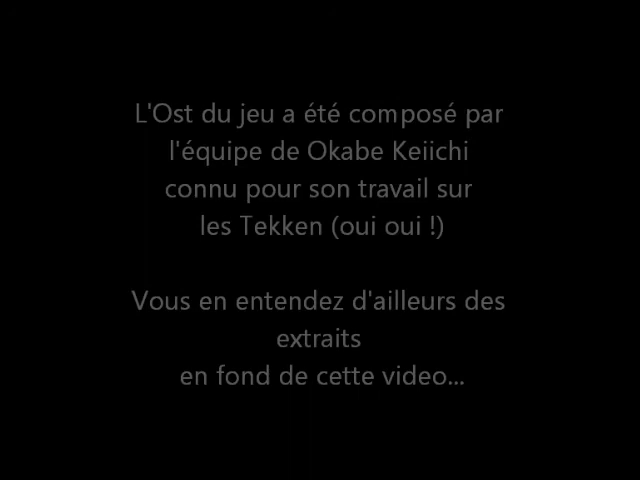 L'Ost du jeu a été composé par
l'équipe de Okabe Keiichi
connu pour son travail sur
les Tekken (oui oui !)
Vous en entendez d'ailleurs des
extraits
en fond de cette video...